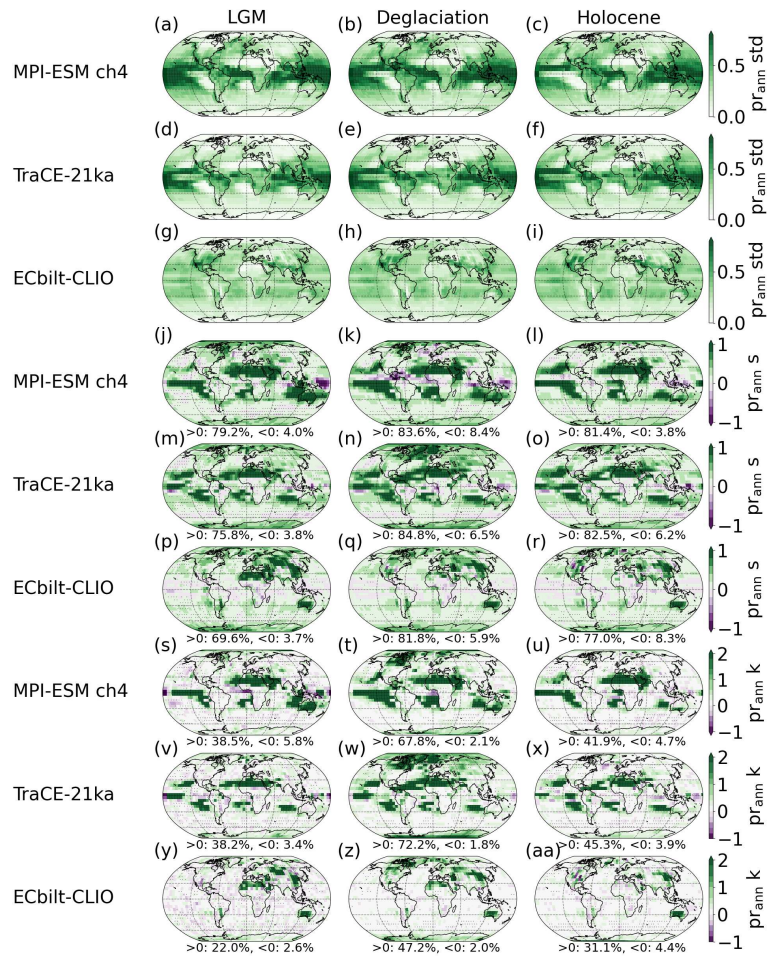 LGM Deglaciation Holocene
(a) (b) (c)
MPI-ESM ch4
0.5
0.0
pr_ann std
(d) (e) (f)
TraCE-21ka
0.5
0.0
pr_ann std
(g) (h) (i)
ECbilt-CLIO
0.5
0.0
pr_ann std
(j) (k) (l)
MPI-ESM ch4
1
0
−1
pr_ann s
>0: 79.2%, <0: 4.0% >0: 83.6%, <0: 8.4% >0: 81.4%, <0: 3.8%
(m) (n) (o)
TraCE-21ka
1
0
−1
pr_ann s
>0: 75.8%, <0: 3.8% >0: 84.8%, <0: 6.5% >0: 82.5%, <0: 6.2%
(p) (q) (r)
ECbilt-CLIO
1
0
−1
pr_ann s
>0: 69.6%, <0: 3.7% >0: 81.8%, <0: 5.9% >0: 77.0%, <0: 8.3%
(s) (t) (u)
MPI-ESM ch4
2
1
0
−1
pr_ann k
>0: 38.5%, <0: 5.8% >0: 67.8%, <0: 2.1% >0: 41.9%, <0: 4.7%
(v) (w) (x)
TraCE-21ka
2
1
0
−1
pr_ann k
>0: 38.2%, <0: 3.4% >0: 72.2%, <0: 1.8% >0: 45.3%, <0: 3.9%
(y) (z) (aa)
ECbilt-CLIO
2
1
0
−1
pr_ann k
>0: 22.0%, <0: 2.6% >0: 47.2%, <0: 2.0% >0: 31.1%, <0: 4.4%